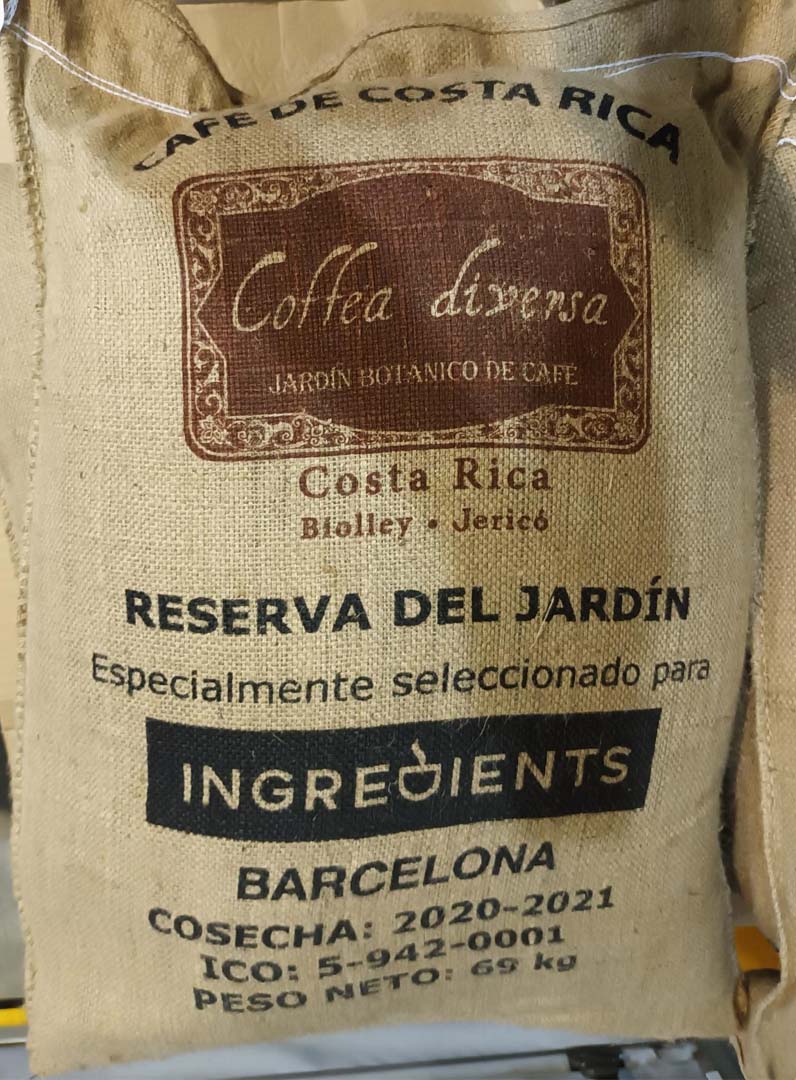 CAFE DE COSTA RICA
Coffea diversa
JARDÍN BOTANICO DE CAFE
Costa Rica
Biolley • Jericó
RESERVA DEL JARDÍN
Especialmente seleccionado para
INGREDIENTS
BARCELONA
COSECHA: 2020-2021
ICO: 5-942-0001
PESO NETO: 69 kg